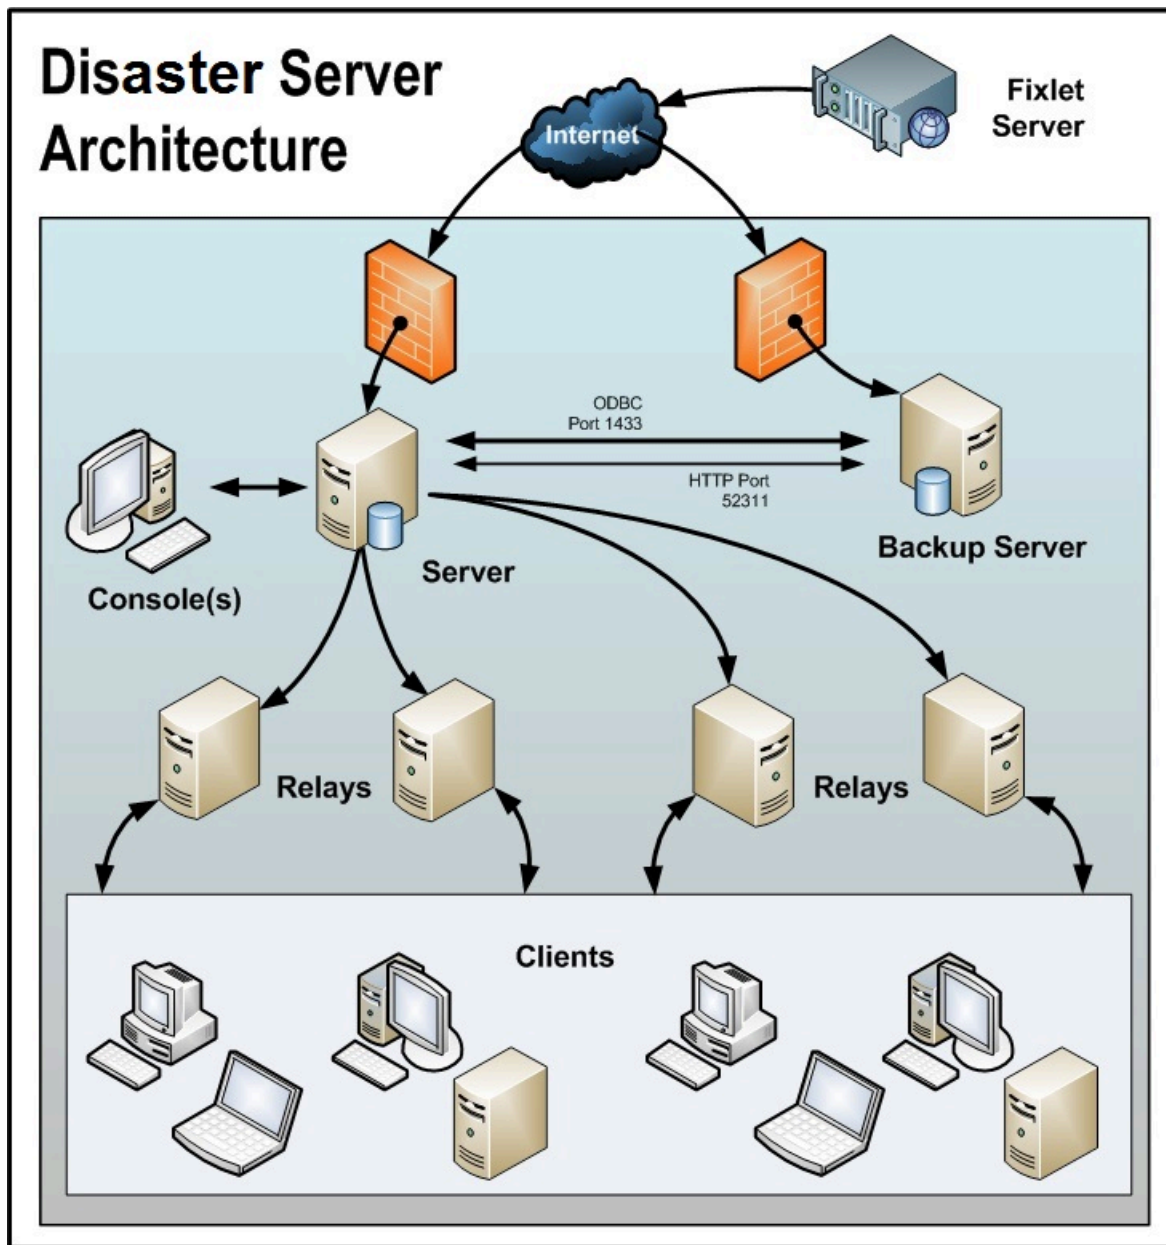 Disaster Server
Architecture
Internet
Fixlet
Server
ODBC
Port 1433
HTTP Port
52311
Server
Backup Server
Console(s)
Relays
Relays
Clients